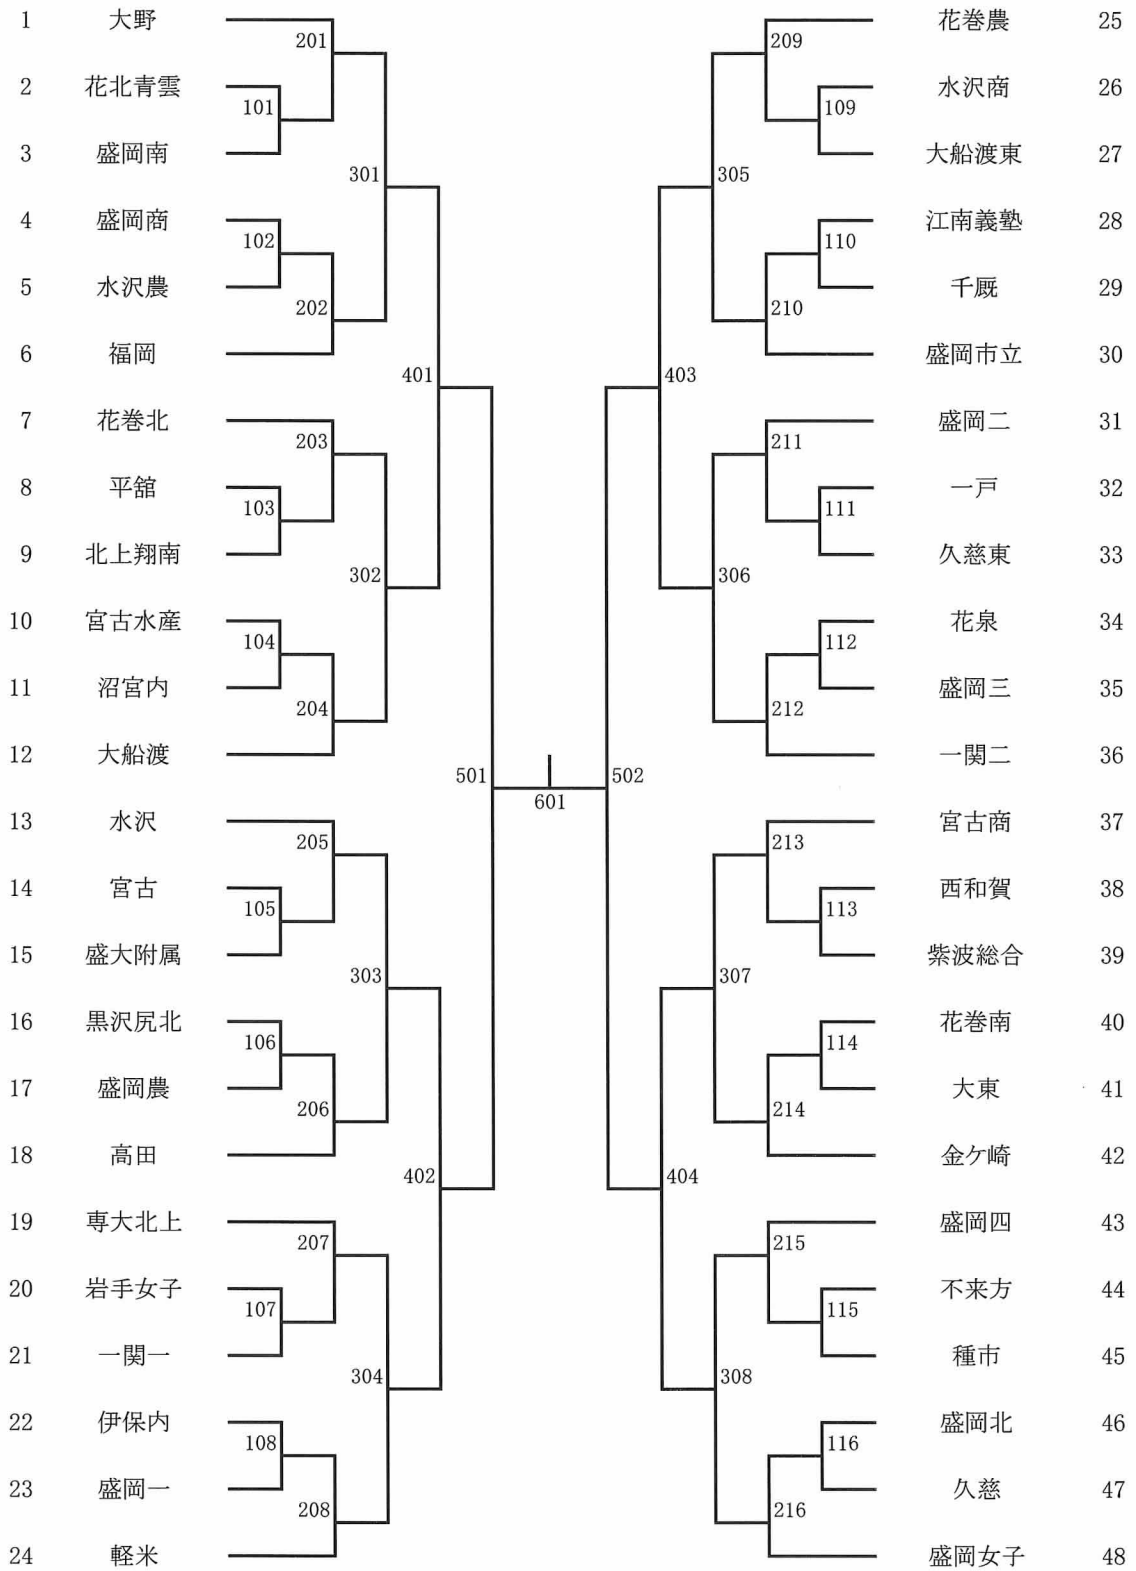 1 大野
201
2 花北青雲
101
3 盛岡南
301
4 盛岡商
102
5 水沢農
202
6 福岡
401
7 花巻北
203
8 平舘
103
9 北上翔南
302
10 宮古水産
104
11 沼宮内
204
12 大船渡
501
13 水沢
205
14 宮古
105
15 盛大附属
303
16 黒沢尻北
106
17 盛岡農
206
18 高田
402
19 専大北上
207
20 岩手女子
107
21 一関一
304
22 伊保内
108
23 盛岡一
208
24 軽米
601
花巻農 25
209
水沢商 26
109
大船渡東 27
305
江南義塾 28
110
千厩 29
210
盛岡市立 30
403
盛岡二 31
211
一戸 32
111
久慈東 33
306
花泉 34
112
盛岡三 35
212
一関二 36
502
宮古商 37
213
西和賀 38
113
紫波総合 39
307
花巻南 40
114
大東 41
214
金ケ崎 42
404
盛岡四 43
215
不来方 44
115
種市 45
308
盛岡北 46
116
久慈 47
216
盛岡女子 48